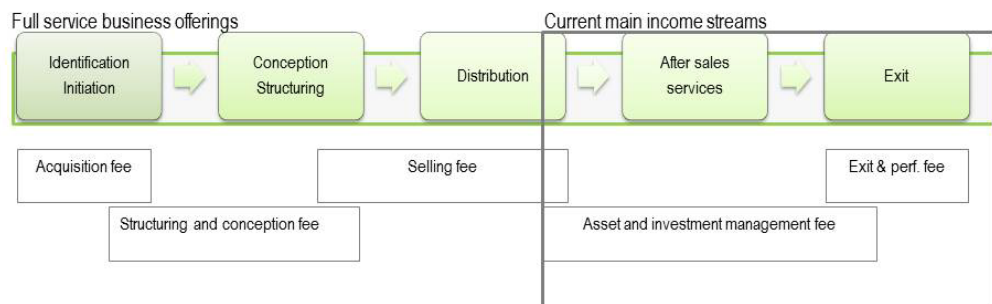 Full service business offerings
Current main income streams
Identification
Initiation
Conception
Structuring
Distribution
After sales
services
Exit
Acquisition fee
Selling fee
Exit & perf. fee
Structuring and conception fee
Asset and investment management fee